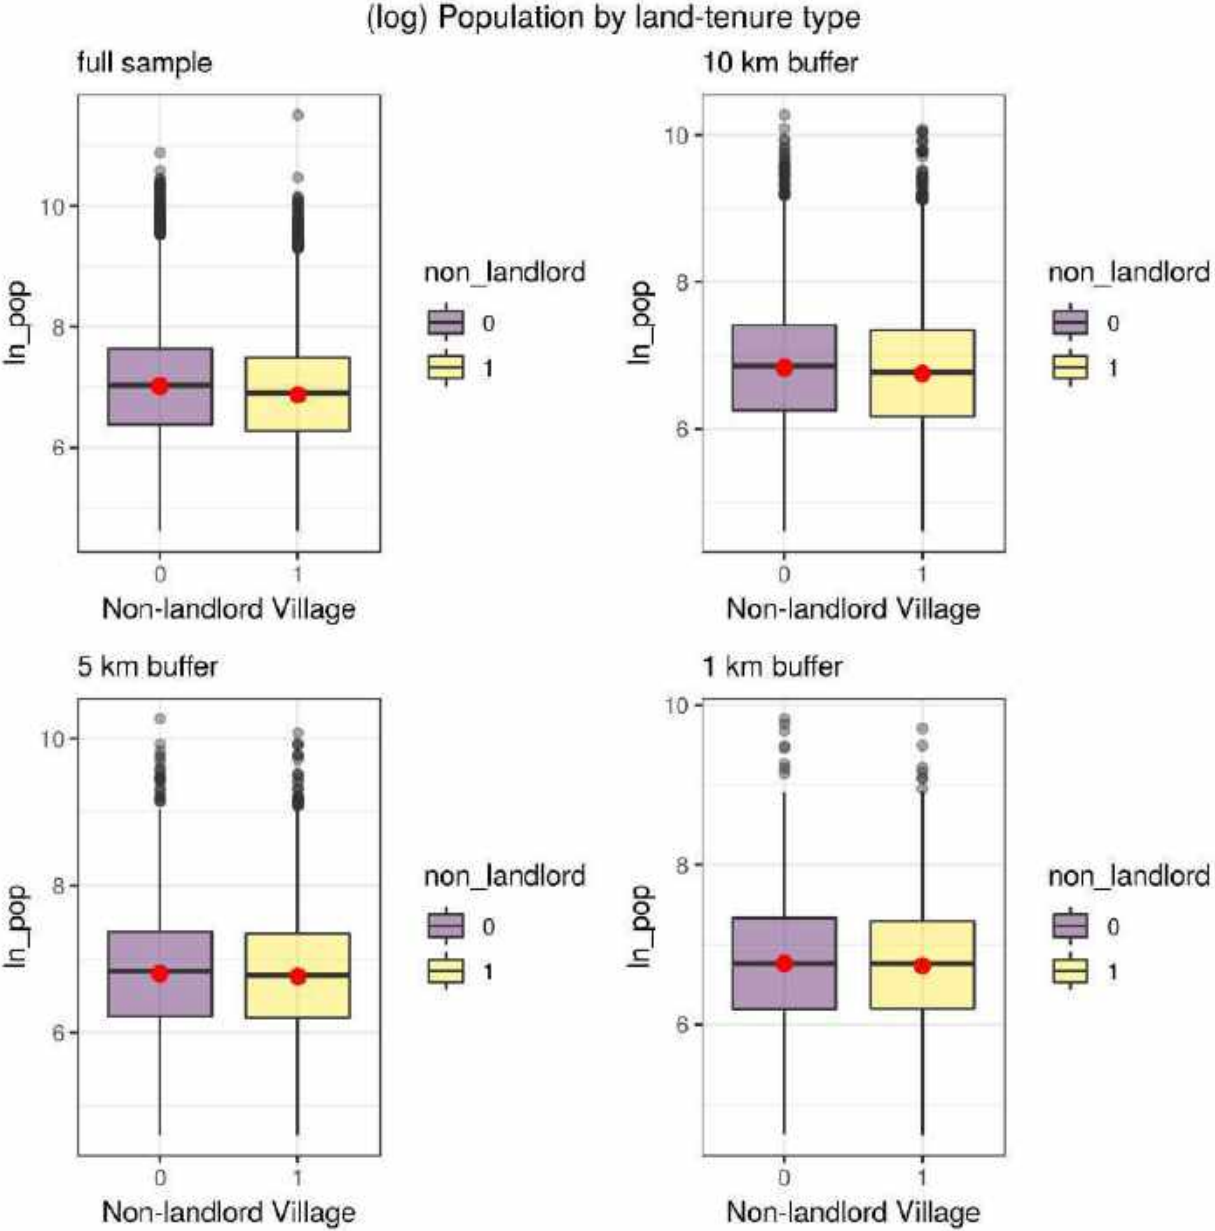 (log) Population by land-tenure type
full sample
10
8
6
ln_pop
0 1
Non-landlord Village
non_landlord
0
1
10 km buffer
10
8
6
ln_pop
0 1
Non-landlord Village
non_landlord
0
1
5 km buffer
10
8
6
ln_pop
0 1
Non-landlord Village
non_landlord
0
1
1 km buffer
10
8
6
ln_pop
0 1
Non-landlord Village
non_landlord
0
1